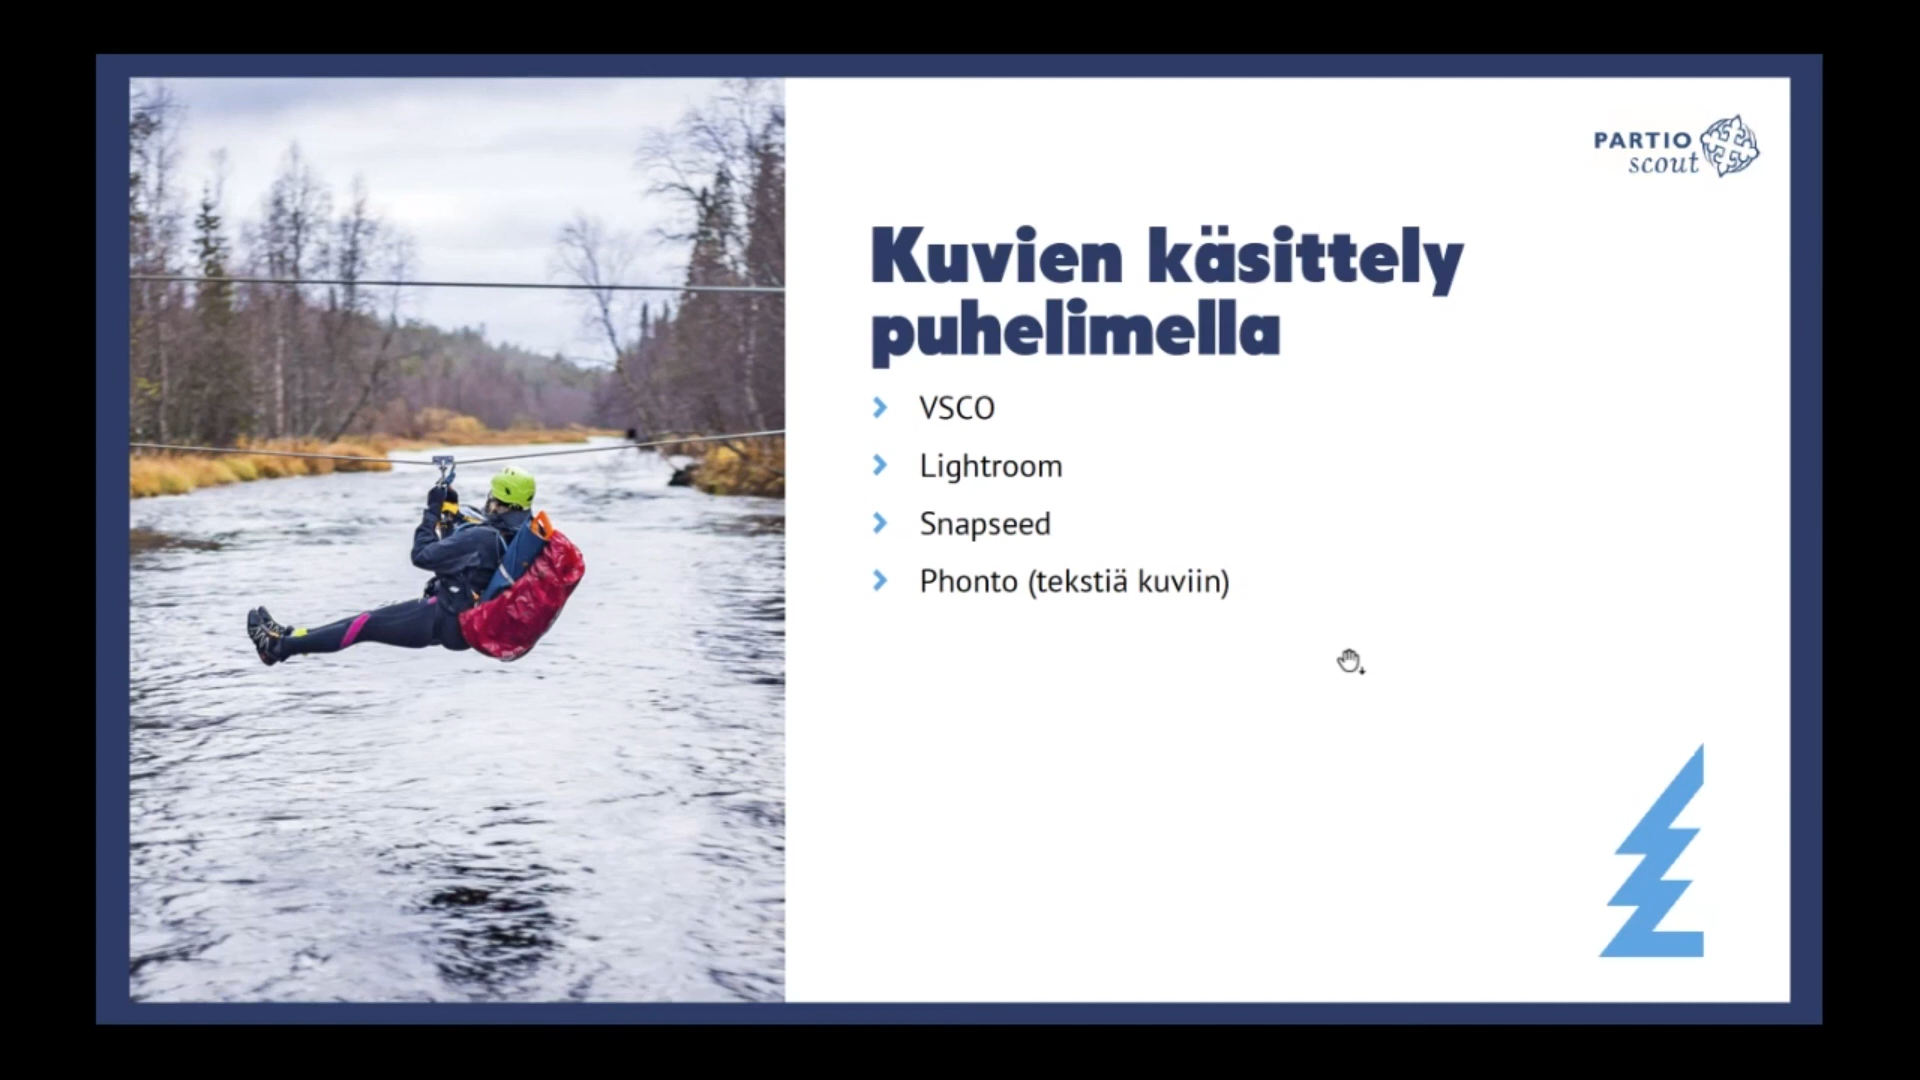 PARTIO
scout
Kuvien käsittely
puhelimella
VSCO
Lightroom
Snapseed
Phonto (tekstiä kuviin)